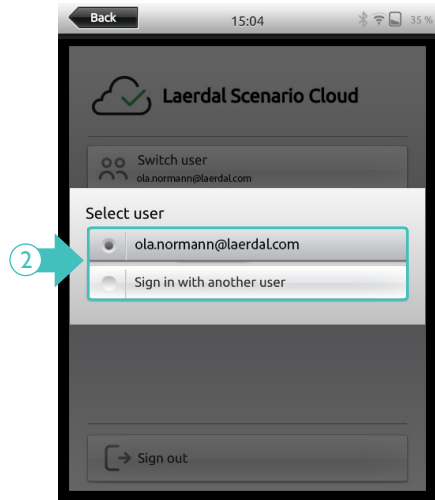 Back
15:04
35 %
Laerdal Scenario Cloud
Switch user
ola.normann@laerdal.com
Select user
2
ola.normann@laerdal.com
Sign in with another user
Sign out